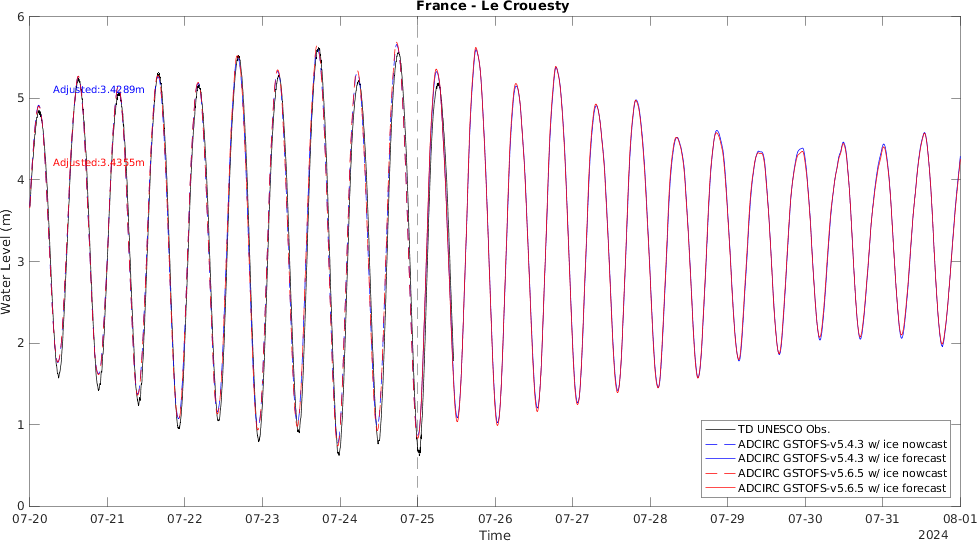 France - Le Crouesty
6
5
4
3
2
1
0
Water Level (m)
Adjusted:3.4289m
Adjusted:3.4355m
TD UNESCO Obs.
ADCIRC GSTOFS-v5.4.3 w/ ice nowcast
ADCIRC GSTOFS-v5.4.3 w/ ice forecast
ADCIRC GSTOFS-v5.6.5 w/ ice nowcast
ADCIRC GSTOFS-v5.6.5 w/ ice forecast
07-20 07-21 07-22 07-23 07-24 07-25 07-26 07-27 07-28 07-29 07-30 07-31 08-01
Time
2024